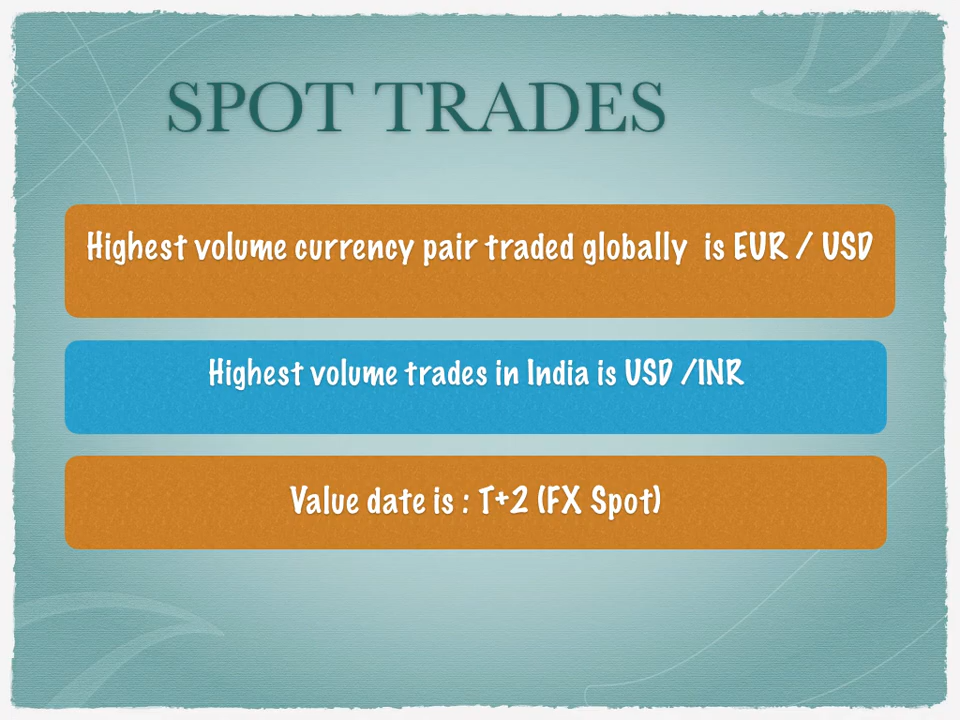 SPOT TRADES
Highest volume currency pair traded globally  is EUR / USD
Highest volume trades in India is USD /INR
Value date is : T+2 (FX Spot)